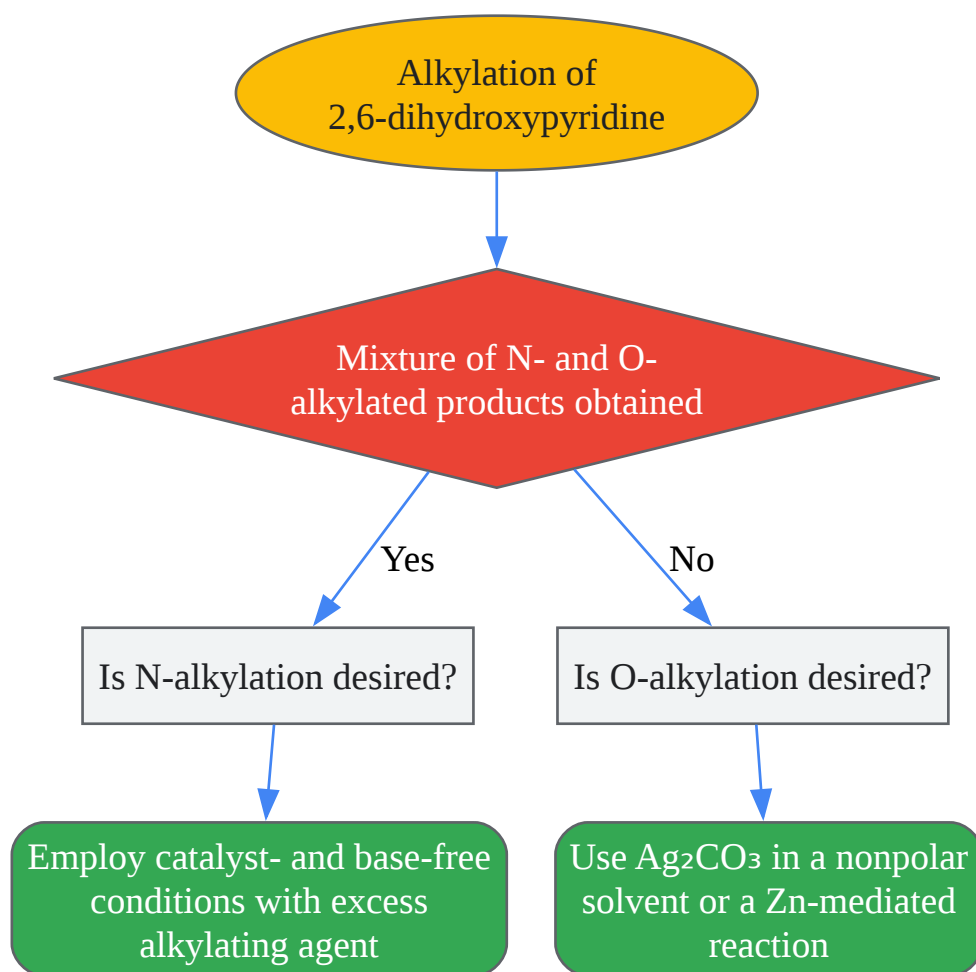 Alkylation of
2,6-dihydroxypyridine
Mixture of N- and O-
alkylated products obtained
Yes
No
Is N-alkylation desired?
Is O-alkylation desired?
Employ catalyst- and base-free
conditions with excess
alkylating agent
Use Ag₂CO₃ in a nonpolar
solvent or a Zn-mediated
reaction